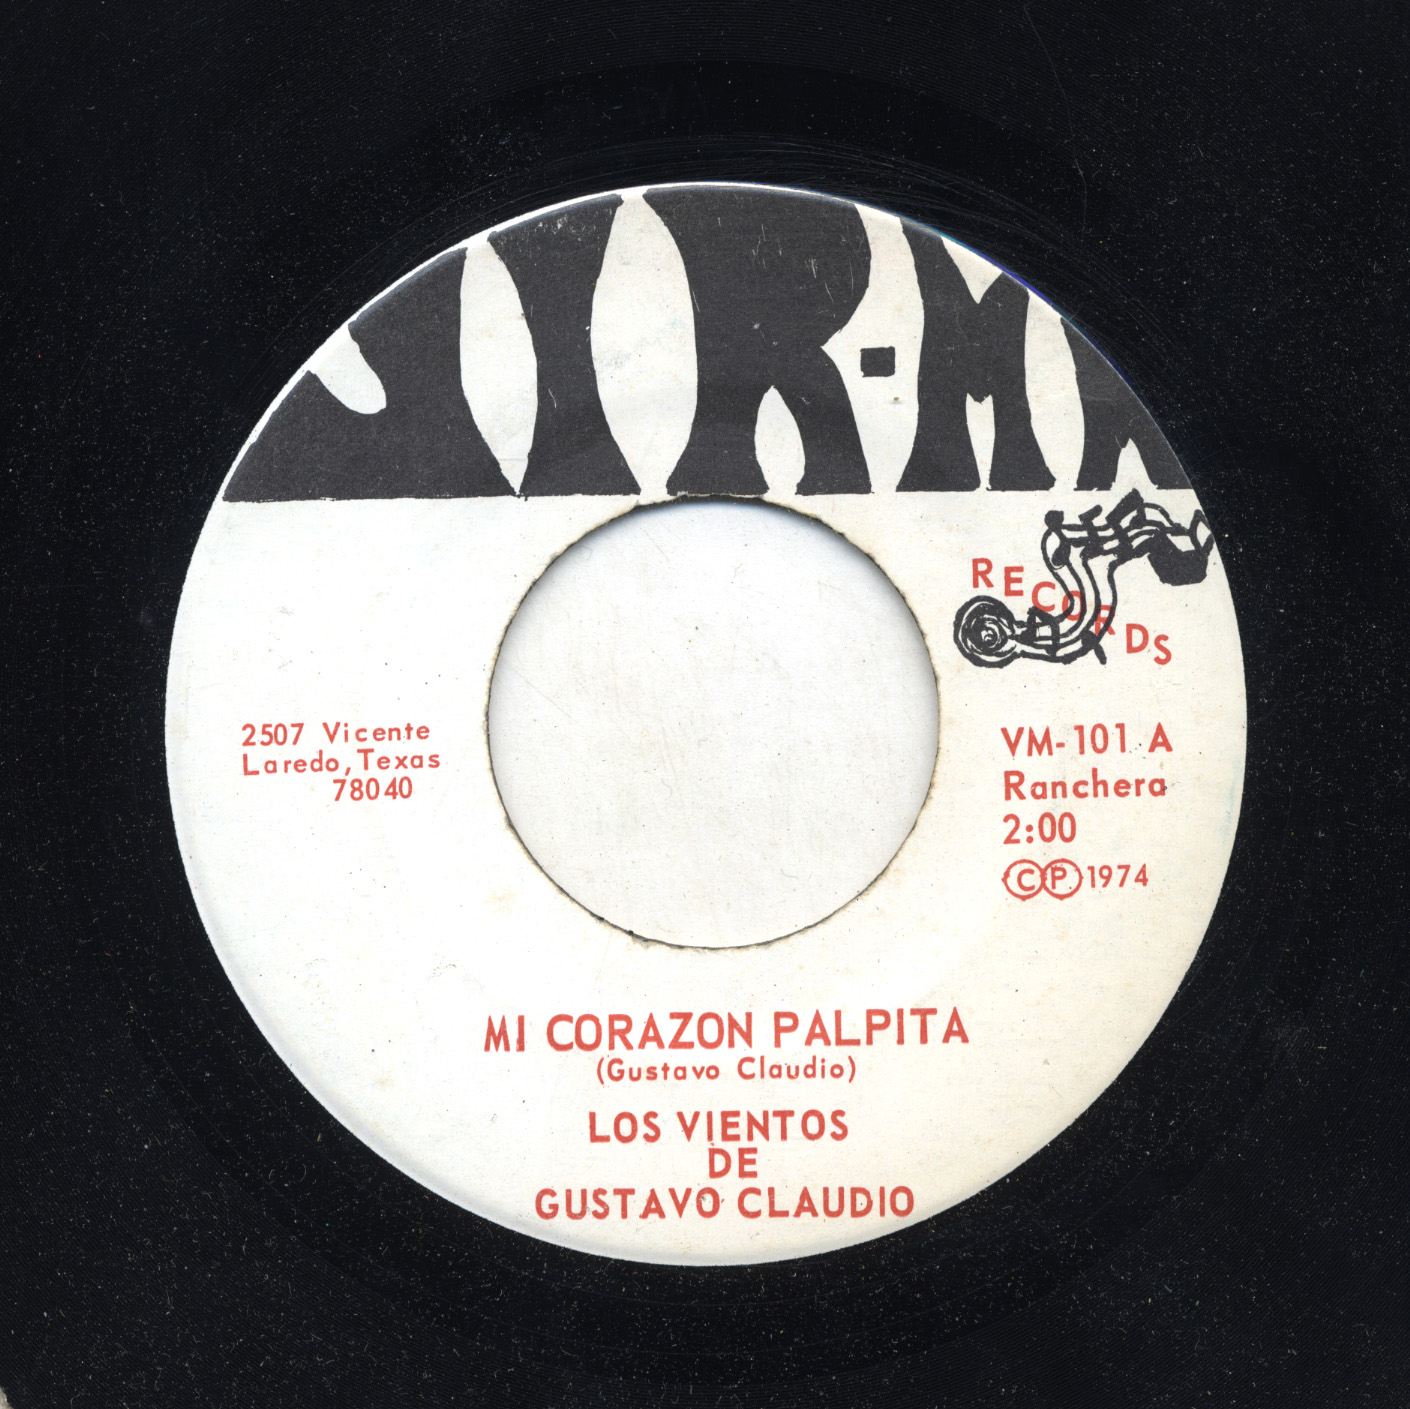 RECORDS
2507 Vicente
Laredo, Texas
78040
VM-101 A
Ranchera
2:00
ⒸⓅ1974
MI CORAZON PALPITA
(Gustavo Claudio)
LOS VIENTOS
DE
GUSTAVO CLAUDIO